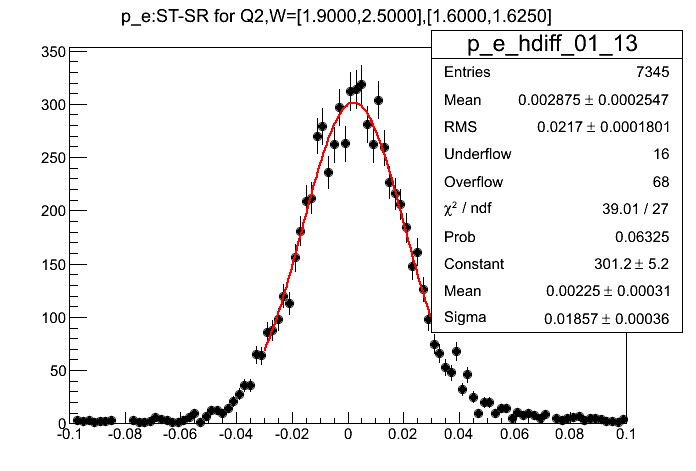 p_e:ST-SR for Q2,W=[1.9000,2.5000],[1.6000,1.6250]
p_e_hdiff_01_13
Entries 7345
Mean 0.002875 ± 0.0002547
RMS 0.0217 ± 0.0001801
Underflow 16
Overflow 68
χ² / ndf 39.01 / 27
Prob 0.06325
Constant 301.2 ± 5.2
Mean 0.00225 ± 0.00031
Sigma 0.01857 ± 0.00036
350
300
250
200
150
100
50
0
-0.1 -0.08 -0.06 -0.04 -0.02 0 0.02 0.04 0.06 0.08 0.1